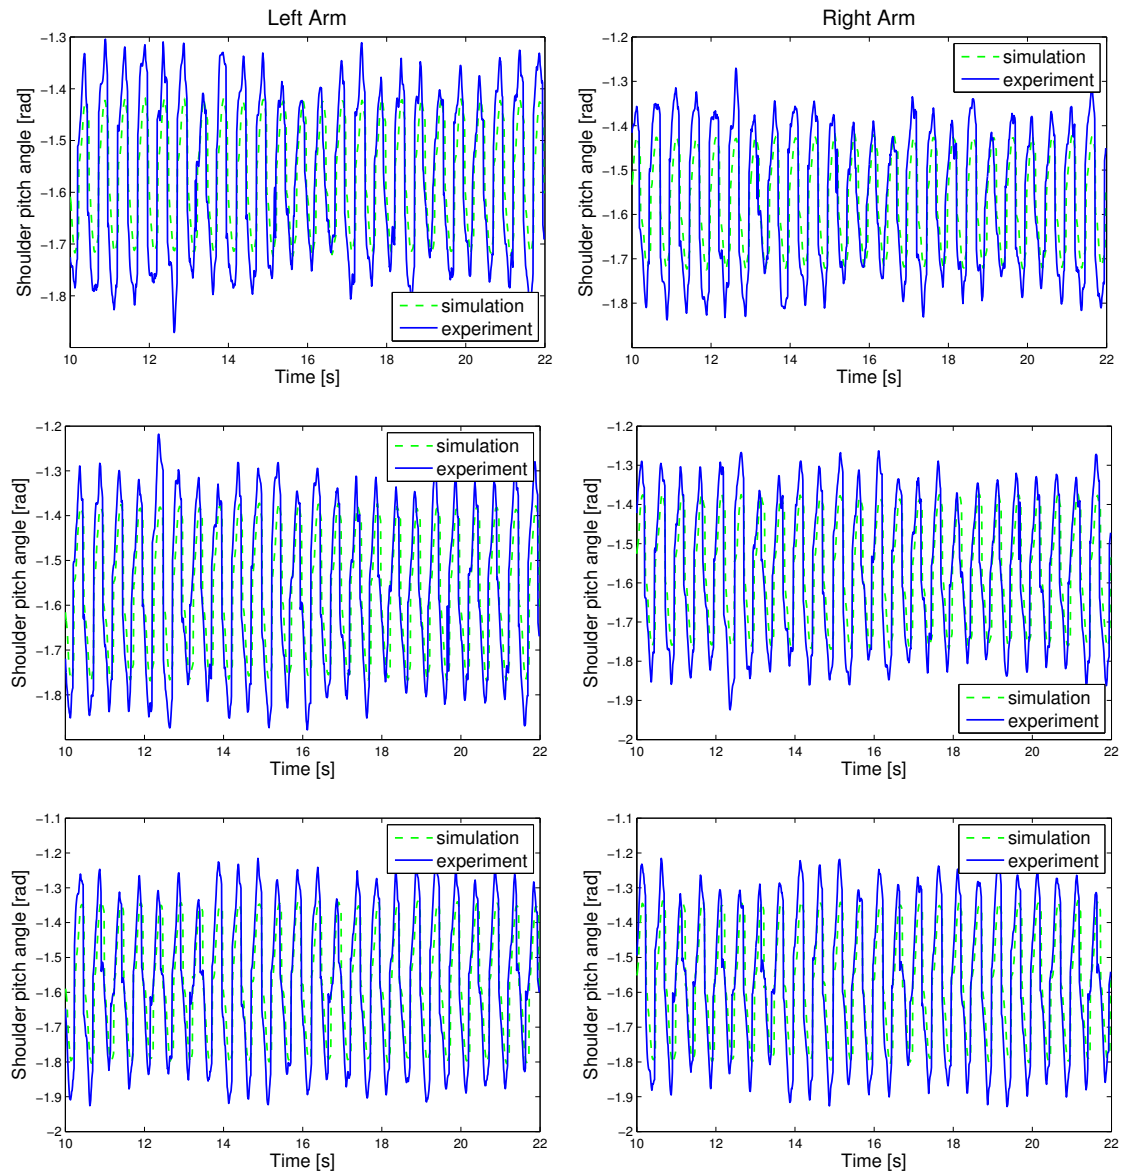 Left Arm
Right Arm
−1.3
−1.4
−1.5
−1.6
−1.7
−1.8
Shoulder pitch angle [rad]
simulation
experiment
10 12 14 16 18 20 22
Time [s]
−1.2
−1.3
−1.4
−1.5
−1.6
−1.7
−1.8
Shoulder pitch angle [rad]
simulation
experiment
10 12 14 16 18 20 22
Time [s]
−1.2
−1.3
−1.4
−1.5
−1.6
−1.7
−1.8
Shoulder pitch angle [rad]
simulation
experiment
10 12 14 16 18 20 22
Time [s]
−1.2
−1.3
−1.4
−1.5
−1.6
−1.7
−1.8
−1.9
−2
Shoulder pitch angle [rad]
simulation
experiment
10 12 14 16 18 20 22
Time [s]
−1.1
−1.2
−1.3
−1.4
−1.5
−1.6
−1.7
−1.8
−1.9
−2
Shoulder pitch angle [rad]
simulation
experiment
10 12 14 16 18 20 22
Time [s]
−1.1
−1.2
−1.3
−1.4
−1.5
−1.6
−1.7
−1.8
−1.9
−2
Shoulder pitch angle [rad]
simulation
experiment
10 12 14 16 18 20 22
Time [s]